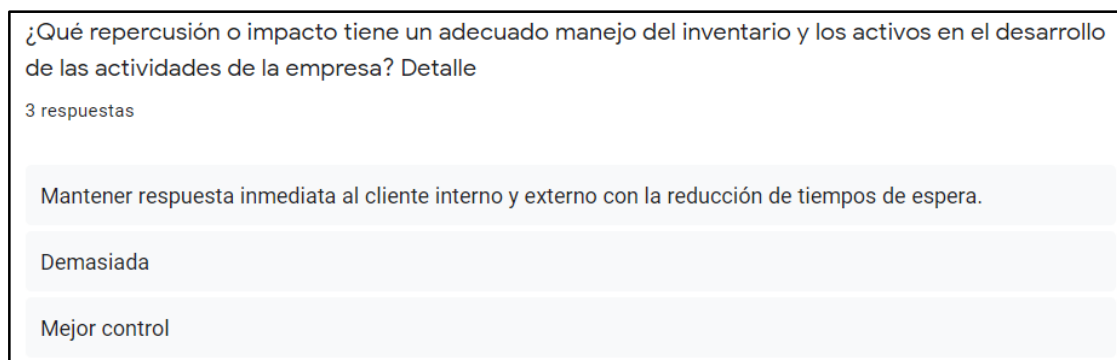 ¿Qué repercusión o impacto tiene un adecuado manejo del inventario y los activos en el desarrollo
de las actividades de la empresa? Detalle
3 respuestas
Mantener respuesta inmediata al cliente interno y externo con la reducción de tiempos de espera.
Demasiada
Mejor control